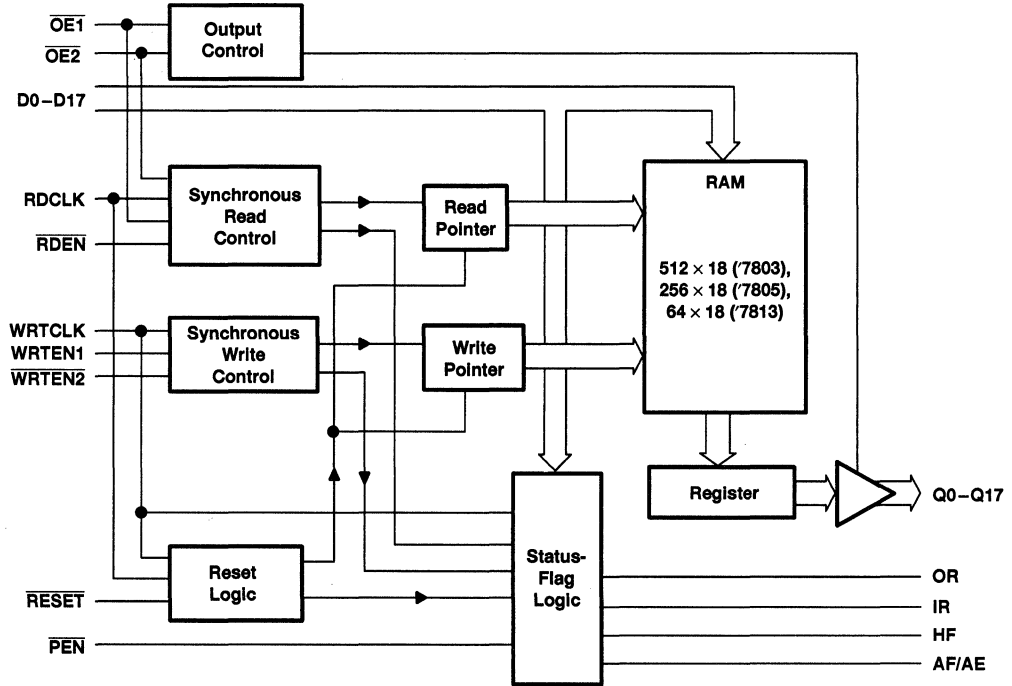 OE1
OE2
Output
Control
D0–D17
RDCLK
RDEN
Synchronous
Read
Control
Read
Pointer
RAM
512 × 18 (′7803),
256 × 18 (′7805),
64 × 18 (′7813)
WRTCLK
WRTEN1
WRTEN2
Synchronous
Write
Control
Write
Pointer
Register
Q0–Q17
RESET
PEN
Reset
Logic
Status-
Flag
Logic
OR
IR
HF
AF/AE